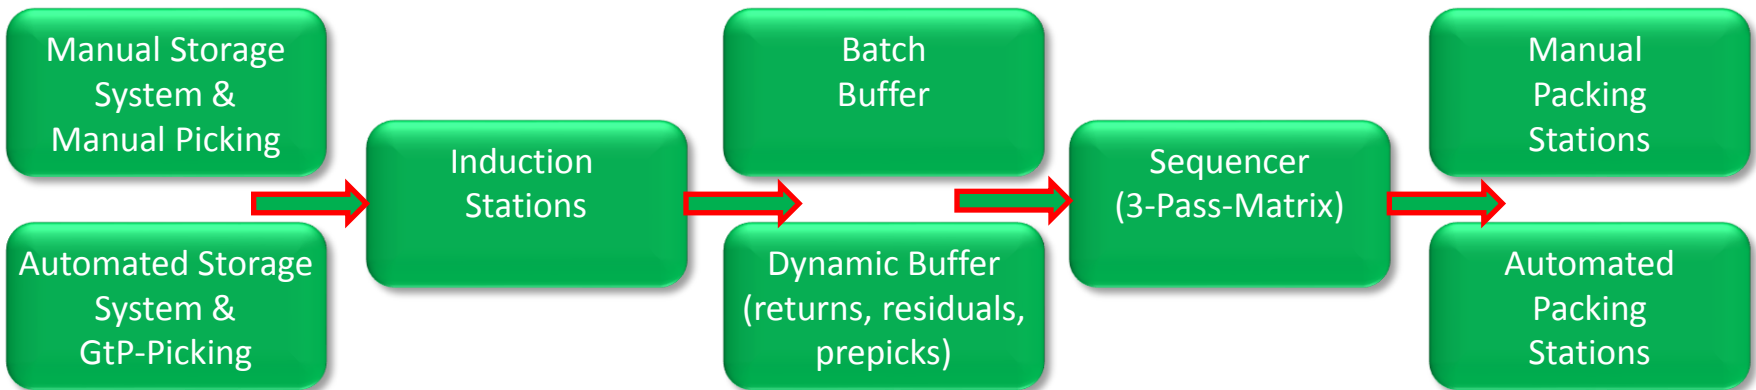 Manual Storage
System &
Manual Picking
Automated Storage
System &
GtP-Picking
Induction
Stations
Batch
Buffer
Dynamic Buffer
(returns, residuals,
prepicks)
Sequencer
(3-Pass-Matrix)
Manual
Packing
Stations
Automated
Packing
Stations